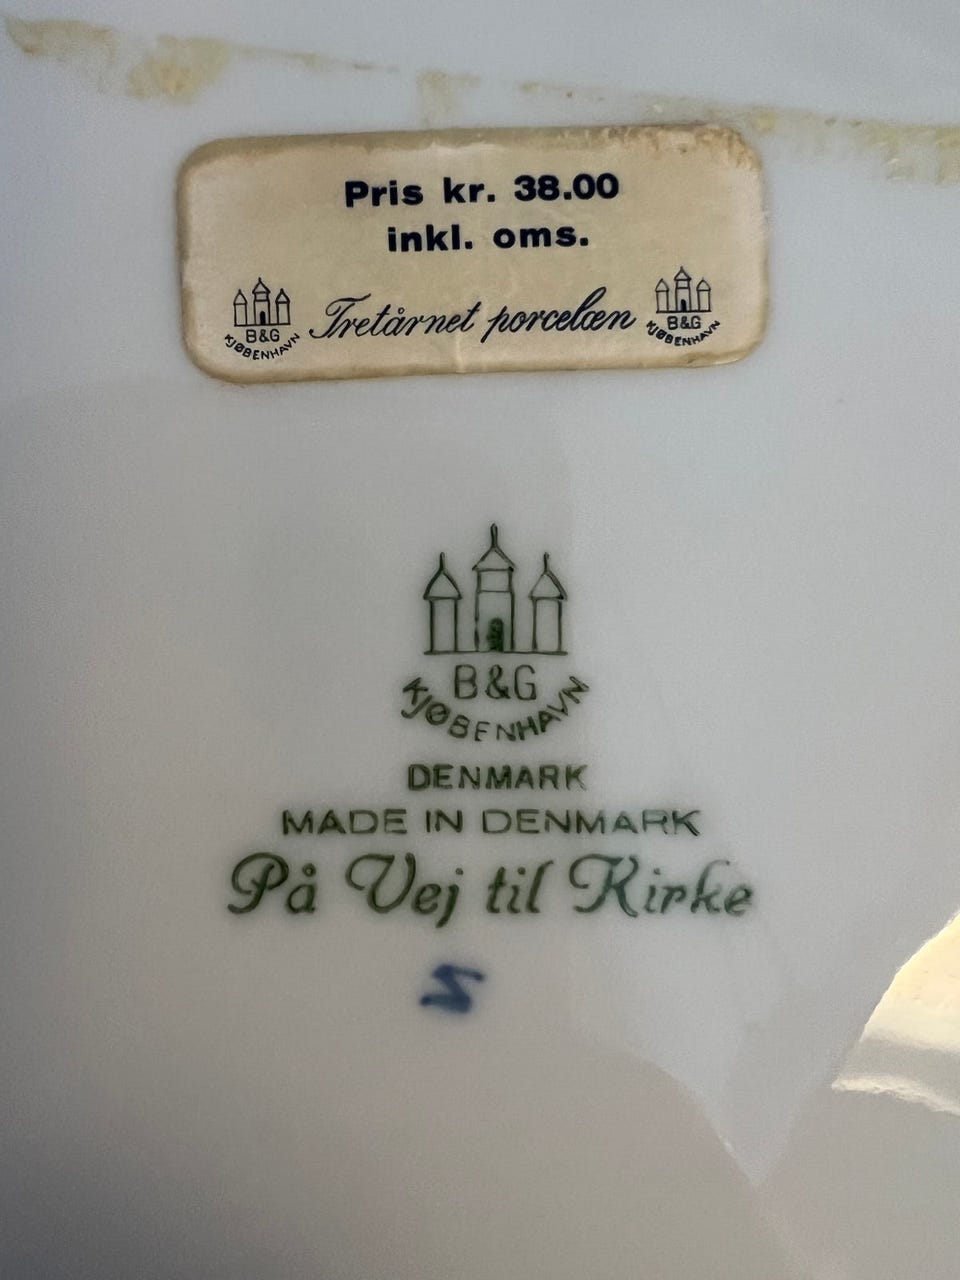 Pris kr. 38.00
inkl. oms.
B&G
KJØBENHAVN
Tretårnet porcelæn
B&G
KJØBENHAVN
B&G
KJØBENHAVN
DENMARK
MADE IN DENMARK
På Vej til Kirke